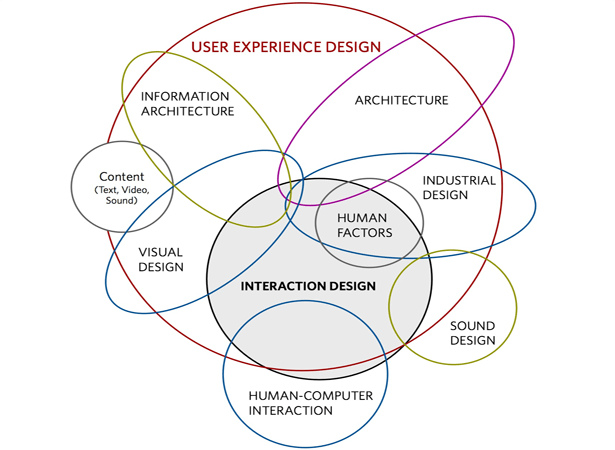 USER EXPERIENCE DESIGN
INFORMATION
ARCHITECTURE
ARCHITECTURE
Content
(Text, Video,
Sound)
INDUSTRIAL
DESIGN
HUMAN
FACTORS
VISUAL
DESIGN
INTERACTION DESIGN
SOUND
DESIGN
HUMAN-COMPUTER
INTERACTION